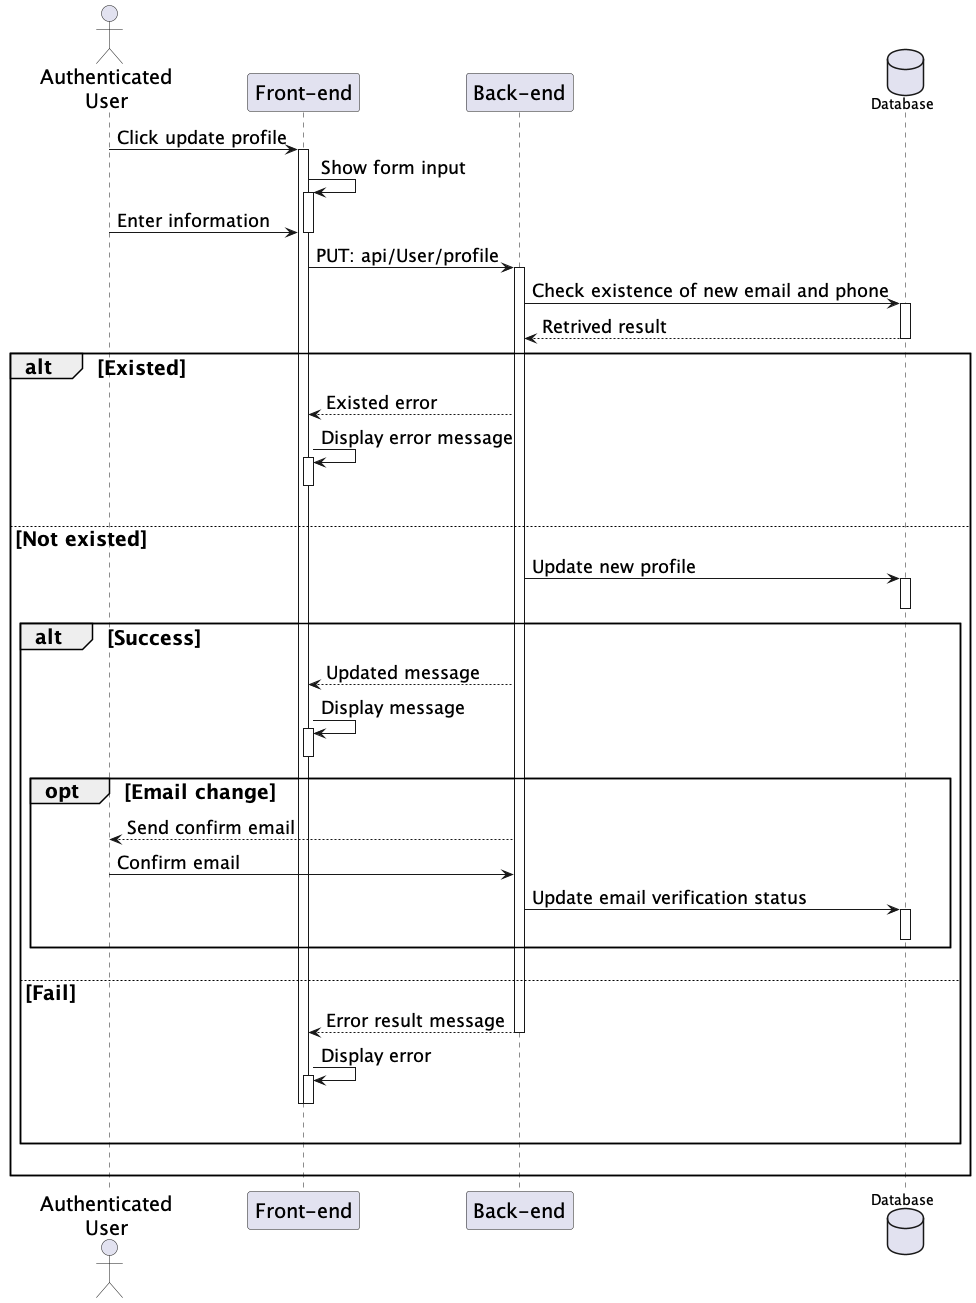 Authenticated
User
Front-end
Back-end
Database
Click update profile
Show form input
Enter information
PUT: api/User/profile
Check existence of new email and phone
Retrived result
alt [Existed]
Existed error
Display error message
[Not existed]
Update new profile
alt [Success]
Updated message
Display message
opt [Email change]
Send confirm email
Confirm email
Update email verification status
[Fail]
Error result message
Display error
Authenticated
User
Front-end
Back-end
Database